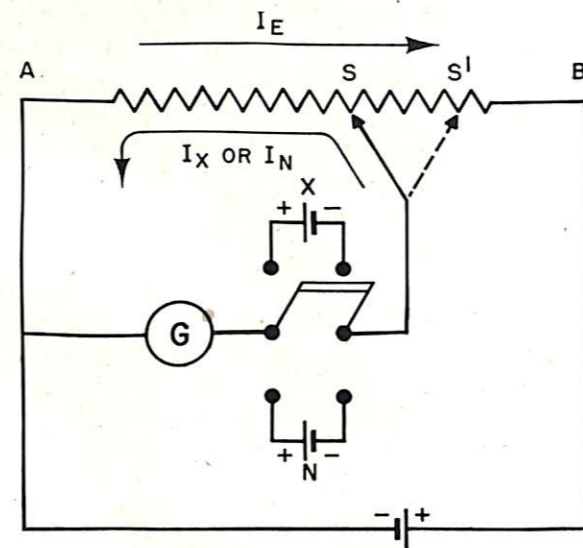 I_E
A S S' B
I_X OR I_N
X
+ -
G
+ -
N
- +